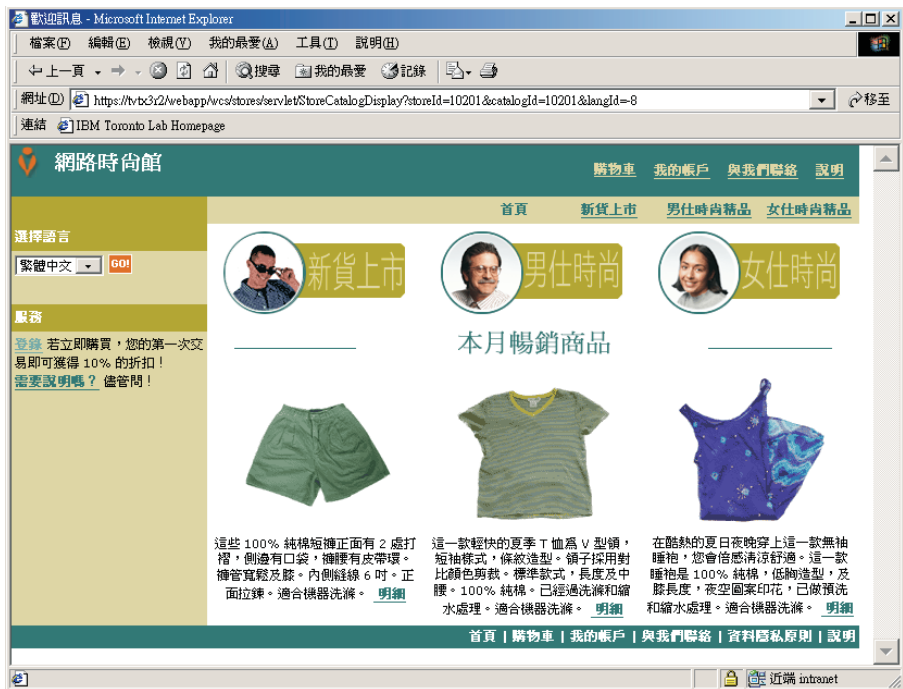 歡迎訊息 - Microsoft Internet Explorer
檔案(F) 編輯(E) 檢視(V) 我的最愛(A) 工具(T) 說明(H)
上一頁 搜尋 我的最愛 記錄
網址(D) https://tvtx3r2/webapp/wcs/stores/servlet/StoreCatalogDisplay?storeId=10201&catalogId=10201&langId=-8 移至
連結 IBM Toronto Lab Homepage
網路時尚館
購物車 我的帳戶 與我們聯絡 說明
首頁 新貨上市 男仕時尚精品 女仕時尚精品
選擇語言
繁體中文 GO!
服務
登錄 若立即購買，您的第一次交
易即可獲得 10% 的折扣！
需要說明嗎？ 儘管問！
新貨上市 男仕時尚 女仕時尚
本月暢銷商品
這些 100% 純棉短褲正面有 2 處打
褶，側邊有口袋，褲腰有皮帶環。
褲管寬鬆及膝。內側縫線 6 吋。正
面拉鍊。適合機器洗滌。 明細
這一款輕快的夏季 T 恤為 V 型領，
短袖樣式，條紋造型。領子採用對
比顏色剪裁。標準款式，長度及中
腰。100% 純棉。已經過洗滌和縮
水處理。適合機器洗滌。 明細
在酷熱的夏日夜晚穿上這一款無袖
睡袍，您會倍感清涼舒適。這一款
睡袍是 100% 純棉，低胸造型，及
膝長度，夜空圖案印花，已做預洗
和縮水處理。適合機器洗滌。 明細
首頁 | 購物車 | 我的帳戶 | 與我們聯絡 | 資料隱私原則 | 說明
近端 intranet